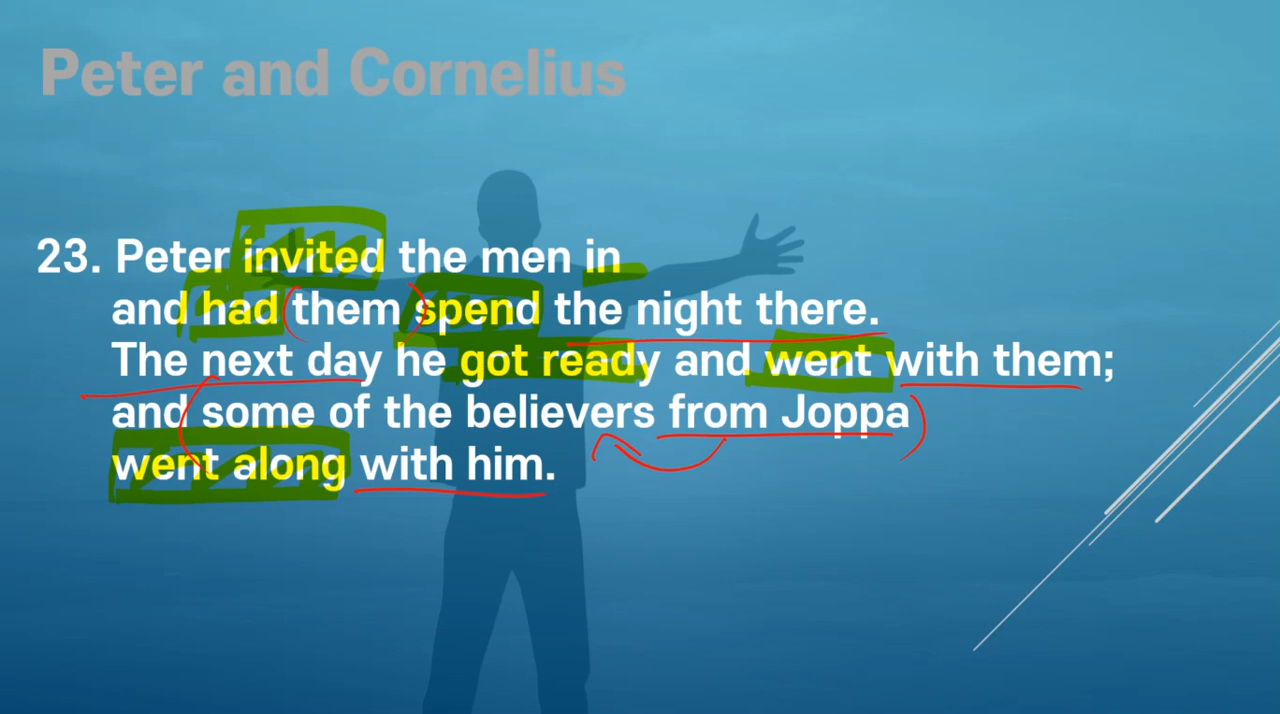 Peter and Cornelius
23. Peter invited the men in
and had them spend the night there.
The next day he got ready and went with them;
and some of the believers from Joppa
went along with him.